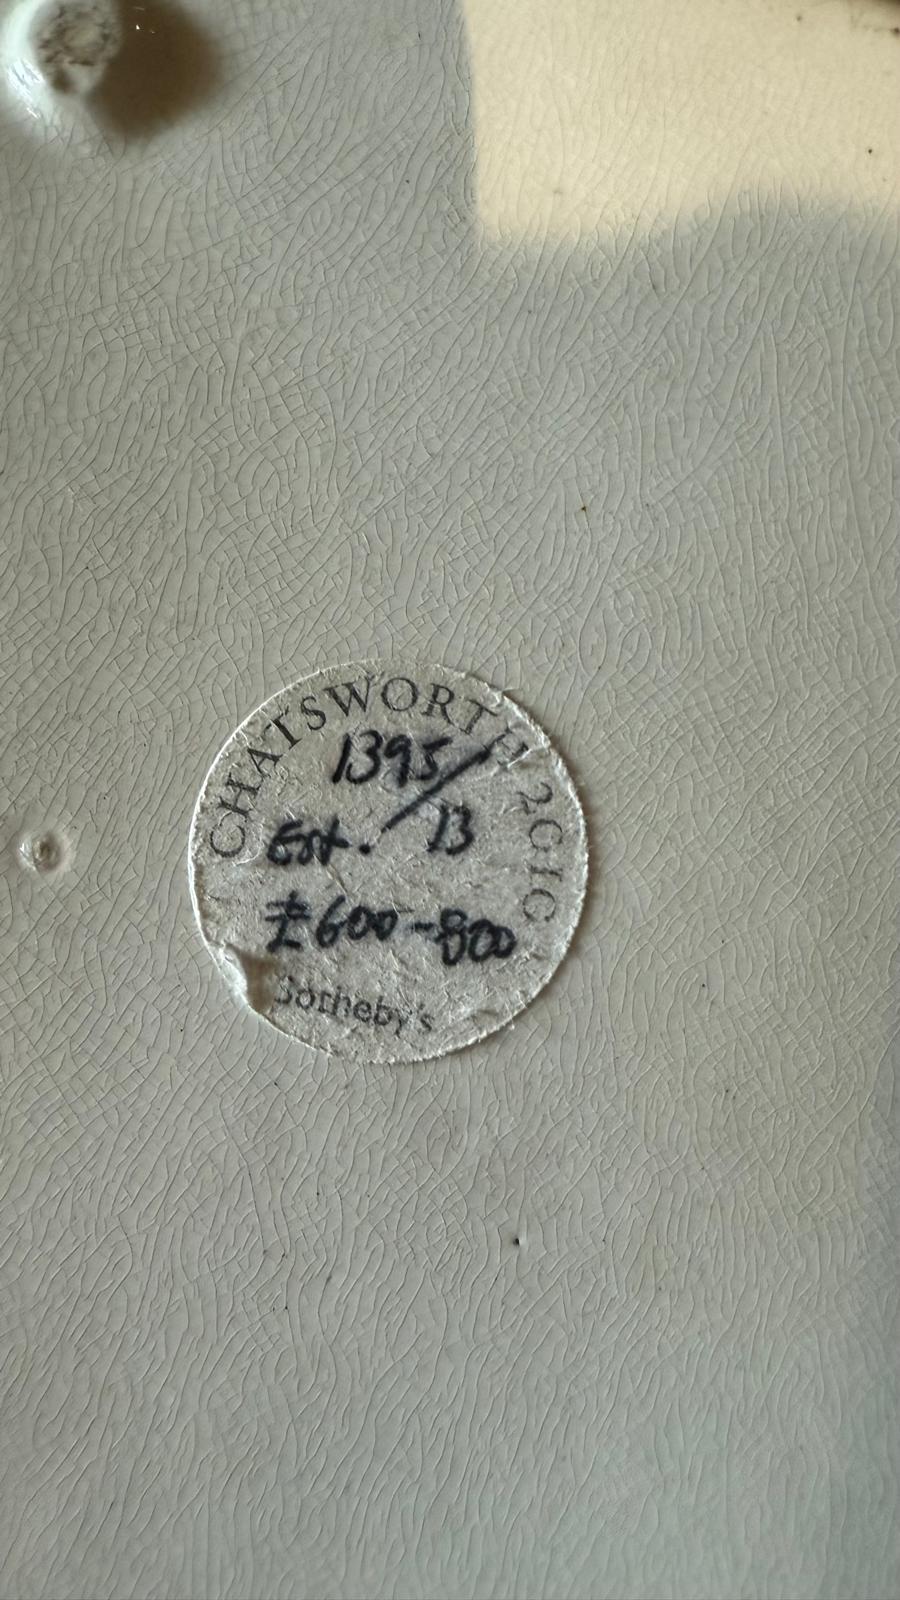 CHATSWORTH 2010
1395/13
Est.
£600-800
Sotheby's